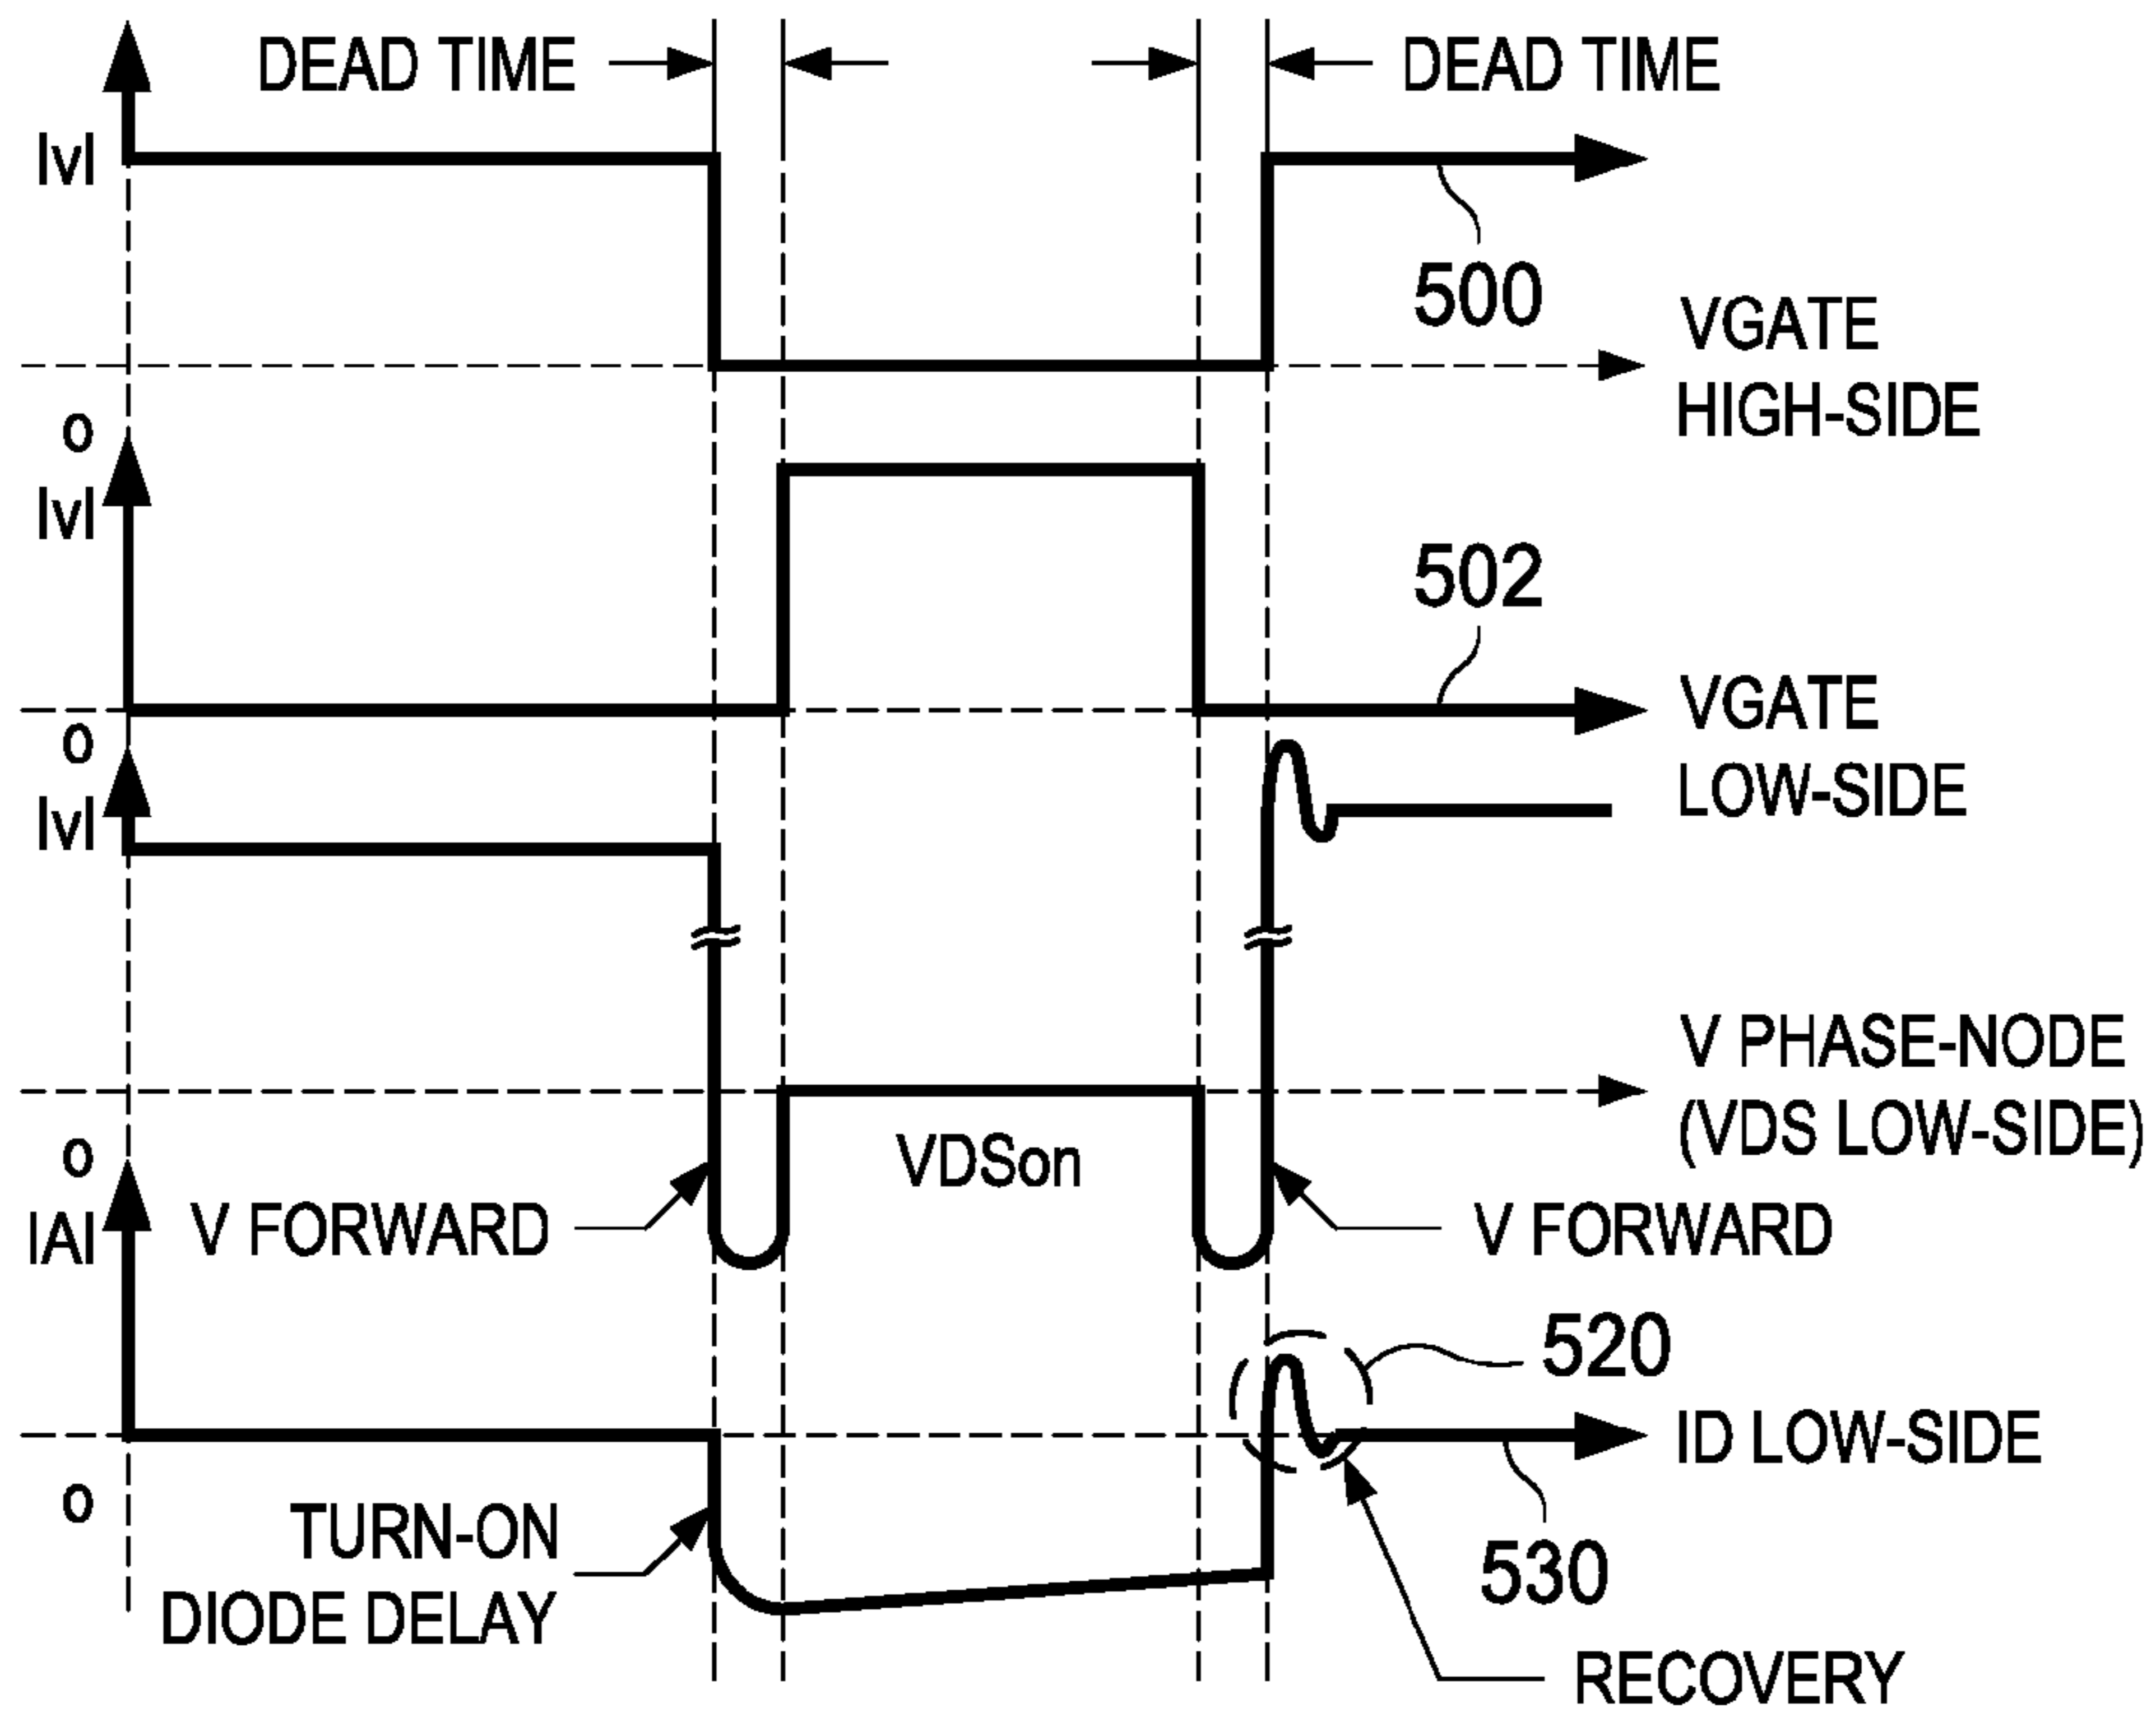 DEAD TIME
DEAD TIME
|v|
500
VGATE
HIGH-SIDE
o
|v|
502
VGATE
LOW-SIDE
o
|v|
V PHASE-NODE
(VDS LOW-SIDE)
o
VDSon
|A|
V FORWARD
V FORWARD
520
ID LOW-SIDE
o
TURN-ON
DIODE DELAY
530
RECOVERY